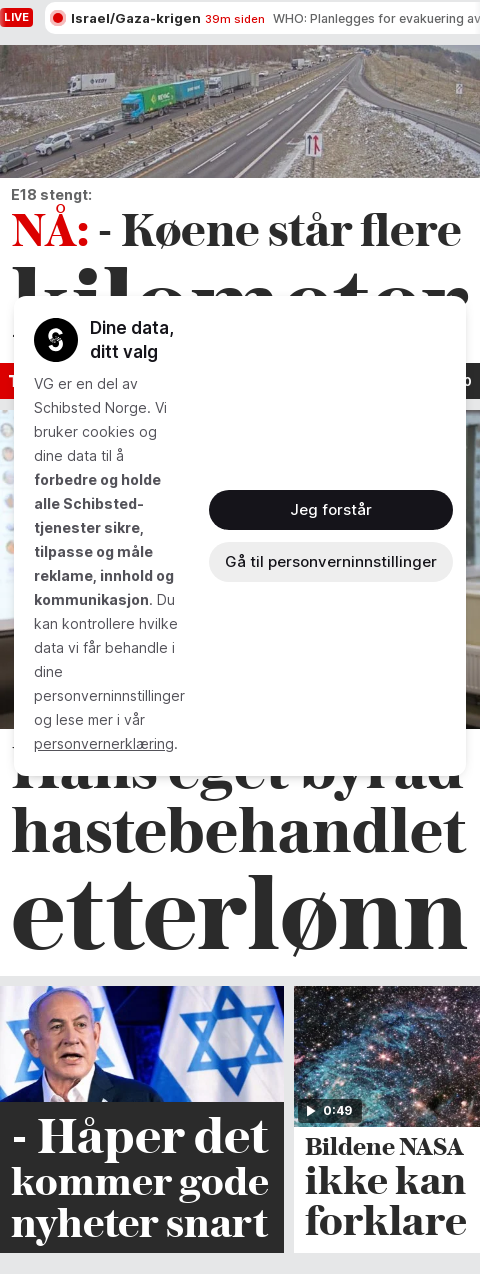 LIVE
Israel/Gaza-krigen 39m siden WHO: Planlegges for evakuering av
E18 stengt:
NÅ: - Køene står flere
kilometer
Dine data,
ditt valg
VG er en del av
Schibsted Norge. Vi
bruker cookies og
dine data til å
forbedre og holde
alle Schibsted-
tjenester sikre,
tilpasse og måle
reklame, innhold og
kommunikasjon. Du
kan kontrollere hvilke
data vi får behandle i
dine
personverninnstillinger
og lese mer i vår
personvernerklæring.
Jeg forstår
Gå til personverninnstillinger
Hans eget byråd
hastebehandlet
etterlønn
- Håper det
kommer gode
nyheter snart
0:49
Bildene NASA
ikke kan
forklare